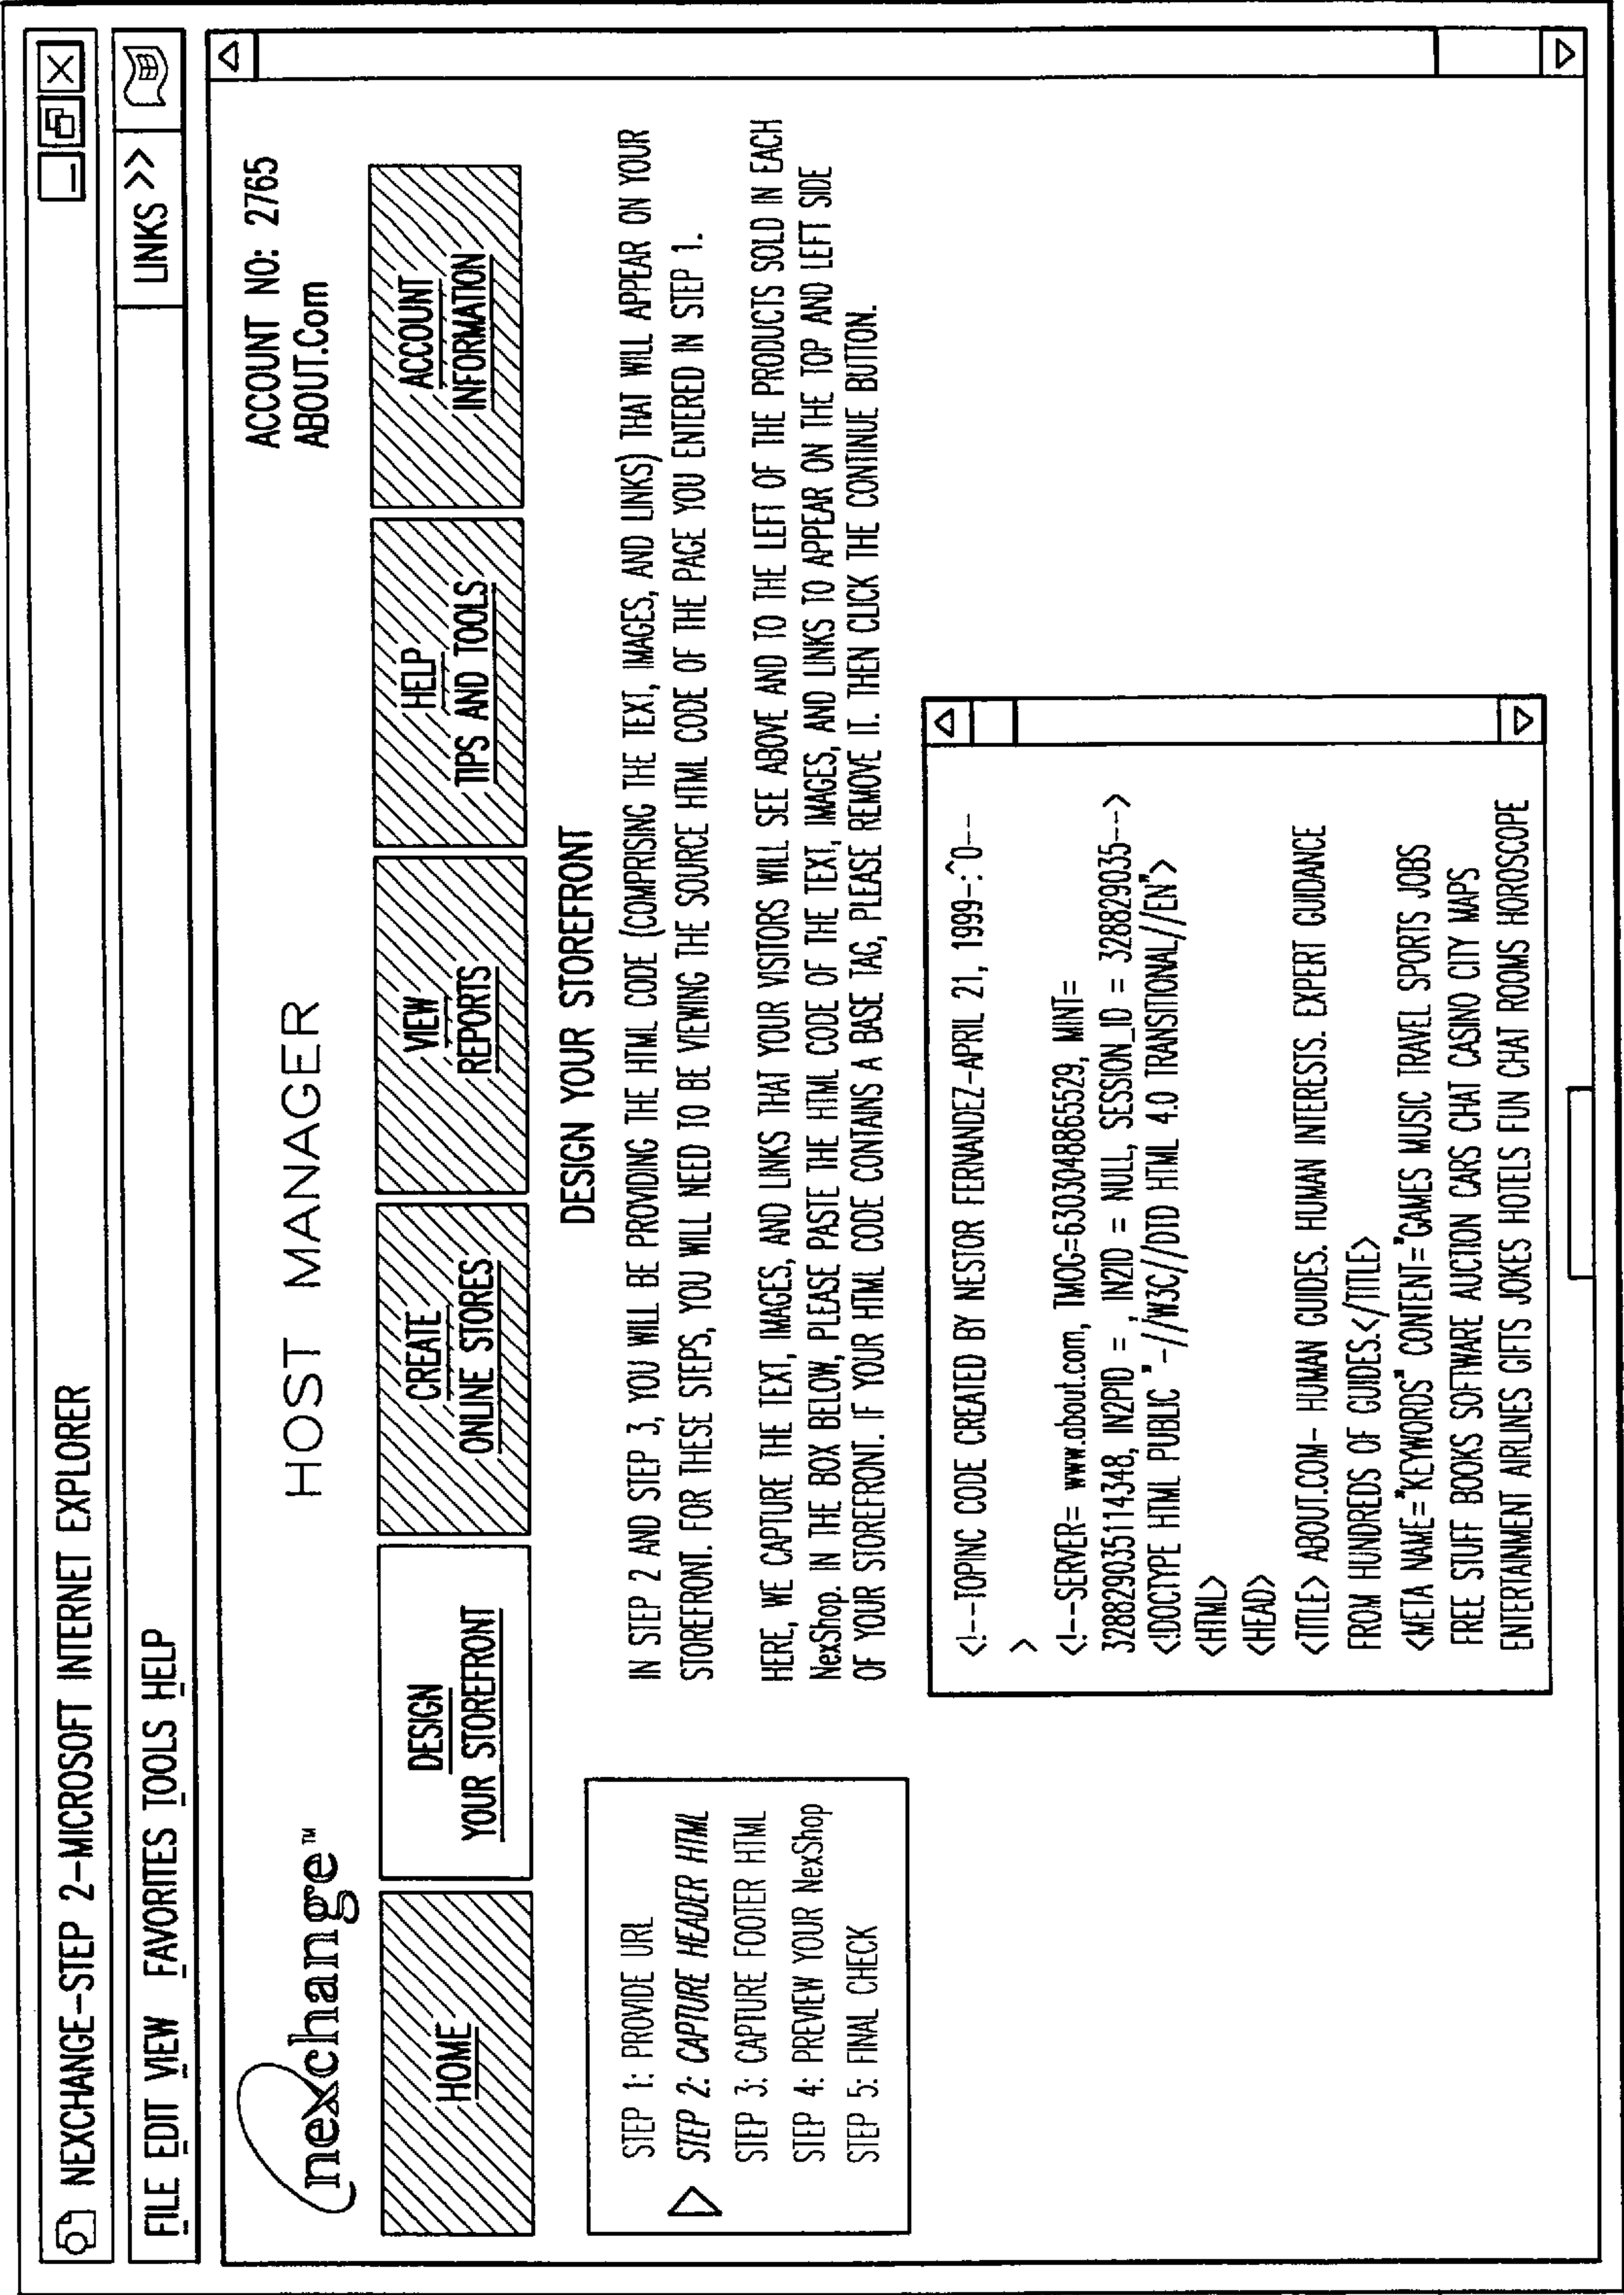 NEXCHANGE-STEP 2-MICROSOFT INTERNET EXPLORER
FILE EDIT VIEW FAVORITES TOOLS HELP
LINKS >>
nexchange™
HOST MANAGER
ACCOUNT NO: 2765
ABOUT.Com
HOME
DESIGN
YOUR STOREFRONT
CREATE
ONLINE STORES
VIEW
REPORTS
HELP
TIPS AND TOOLS
ACCOUNT
INFORMATION
STEP 1: PROVIDE URL
STEP 2: CAPTURE HEADER HTML
STEP 3: CAPTURE FOOTER HTML
STEP 4: PREVIEW YOUR NexShop
STEP 5: FINAL CHECK
DESIGN YOUR STOREFRONT
IN STEP 2 AND STEP 3, YOU WILL BE PROVIDING THE HTML CODE (COMPRISING THE TEXT, IMAGES, AND LINKS) THAT WILL APPEAR ON YOUR
STOREFRONT. FOR THESE STEPS, YOU WILL NEED TO BE VIEWING THE SOURCE HTML CODE OF THE PAGE YOU ENTERED IN STEP 1.
HERE, WE CAPTURE THE TEXT, IMAGES, AND LINKS THAT YOUR VISITORS WILL SEE ABOVE AND TO THE LEFT OF THE PRODUCTS SOLD IN EACH
NexShop. IN THE BOX BELOW, PLEASE PASTE THE HTML CODE OF THE TEXT, IMAGES, AND LINKS TO APPEAR ON THE TOP AND LEFT SIDE
OF YOUR STOREFRONT. IF YOUR HTML CODE CONTAINS A BASE TAG, PLEASE REMOVE IT. THEN CLICK THE CONTINUE BUTTON.
<!--TOPINC CODE CREATED BY NESTOR FERNANDEZ-APRIL 21, 1999-:^0--
>
<!--SERVER= www.about.com, TMOG=63030488655​29, MINT=
3288290351143​48, IN2PID = , IN2ID = NULL, SESSION_ID = 328829035-->
<!DOCTYPE HTML PUBLIC "-//W3C//DTD HTML 4.0 TRANSITIONAL//EN">
<HTML>
<HEAD>
<TITLE> ABOUT.COM- HUMAN GUIDES. HUMAN INTERESTS. EXPERT GUIDANCE
FROM HUNDREDS OF GUIDES.</TITLE>
<META NAME="KEYWORDS" CONTENT="GAMES MUSIC TRAVEL SPORTS JOBS
FREE STUFF BOOKS SOFTWARE AUCTION CARS CHAT CASINO CITY MAPS
ENTERTAINMENT AIRLINES GIFTS JOKES HOTELS FUN CHAT ROOMS HOROSCOPE